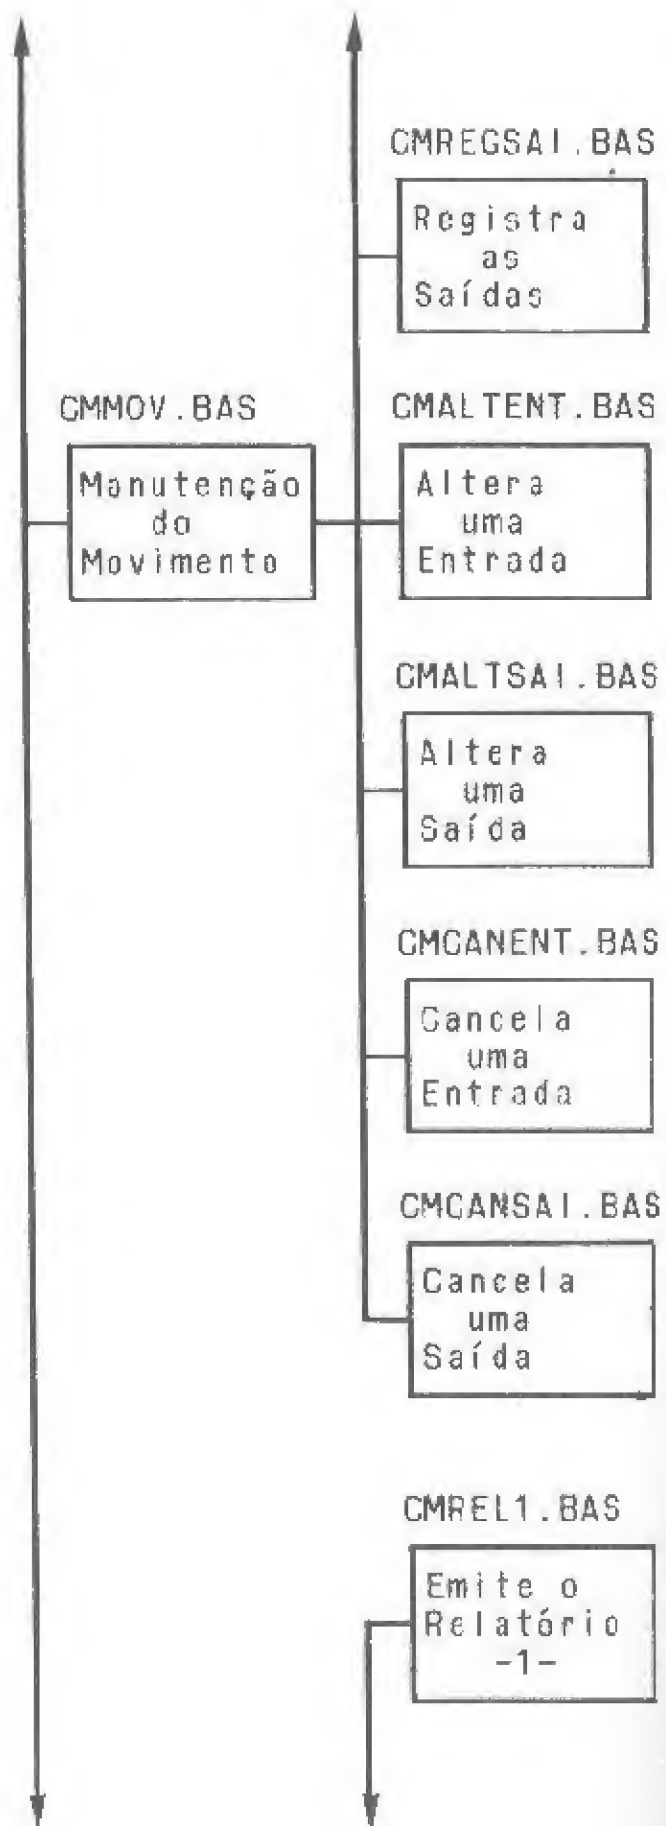 CMREGSAI.BAS
Registra
as
Saídas
CMMOV.BAS
Manutenção
do
Movimento
CMALTENT.BAS
Altera
uma
Entrada
CMALTSAI.BAS
Altera
uma
Saída
CMCANENT.BAS
Cancela
uma
Entrada
CMCANSAI.BAS
Cancela
uma
Saída
CMREL1.BAS
Emite o
Relatório
-1-